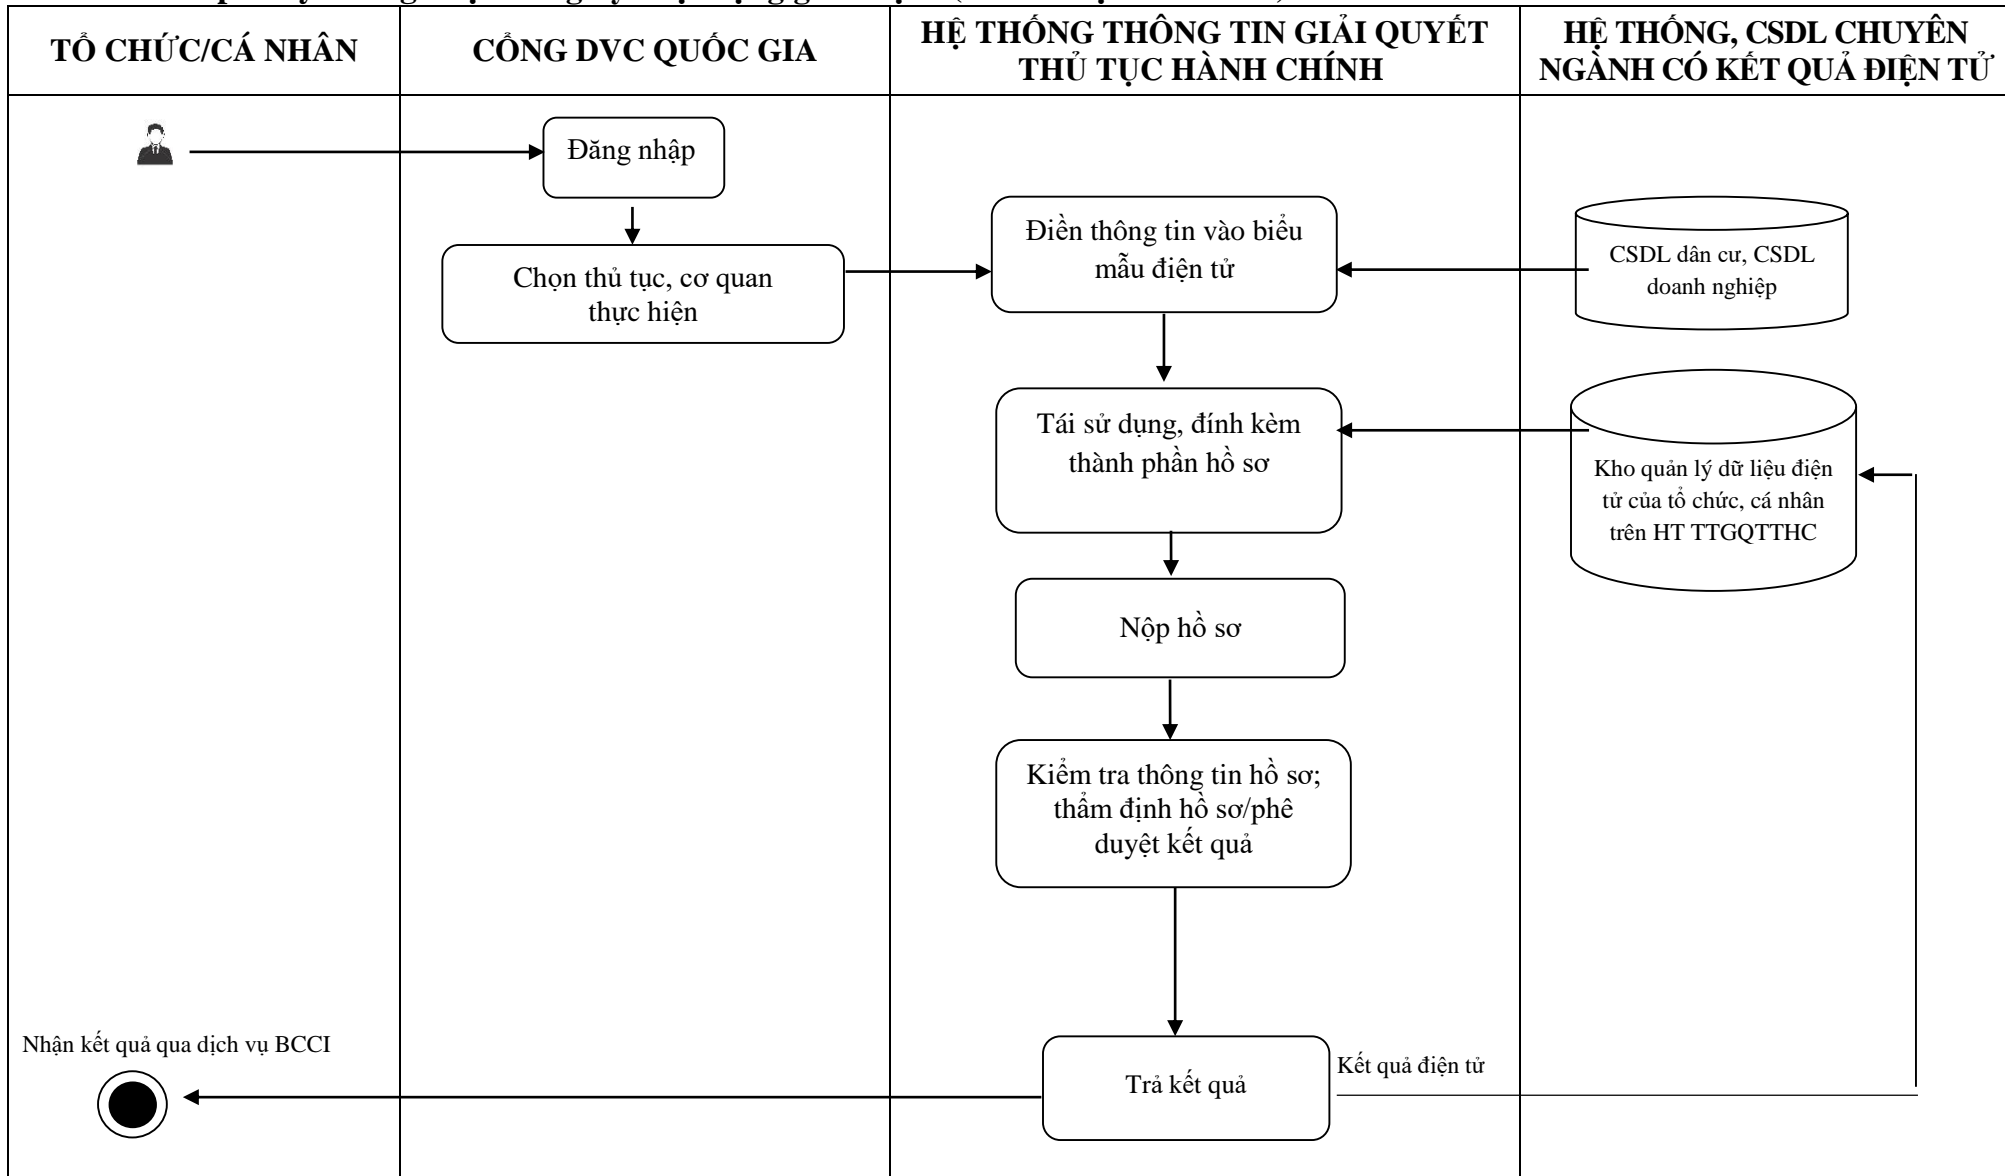 TỔ CHỨC/CÁ NHÂN
CỔNG DVC QUỐC GIA
HỆ THỐNG THÔNG TIN GIẢI QUYẾT
THỦ TỤC HÀNH CHÍNH
HỆ THỐNG, CSDL CHUYÊN
NGÀNH CÓ KẾT QUẢ ĐIỆN TỬ
Đăng nhập
Chọn thủ tục, cơ quan
thực hiện
Điền thông tin vào biểu
mẫu điện tử
CSDL dân cư, CSDL
doanh nghiệp
Tái sử dụng, đính kèm
thành phần hồ sơ
Kho quản lý dữ liệu điện
tử của tổ chức, cá nhân
trên HT TTGQTTHC
Nộp hồ sơ
Kiểm tra thông tin hồ sơ;
thẩm định hồ sơ/phê
duyệt kết quả
Nhận kết quả qua dịch vụ BCCI
Trả kết quả
Kết quả điện tử